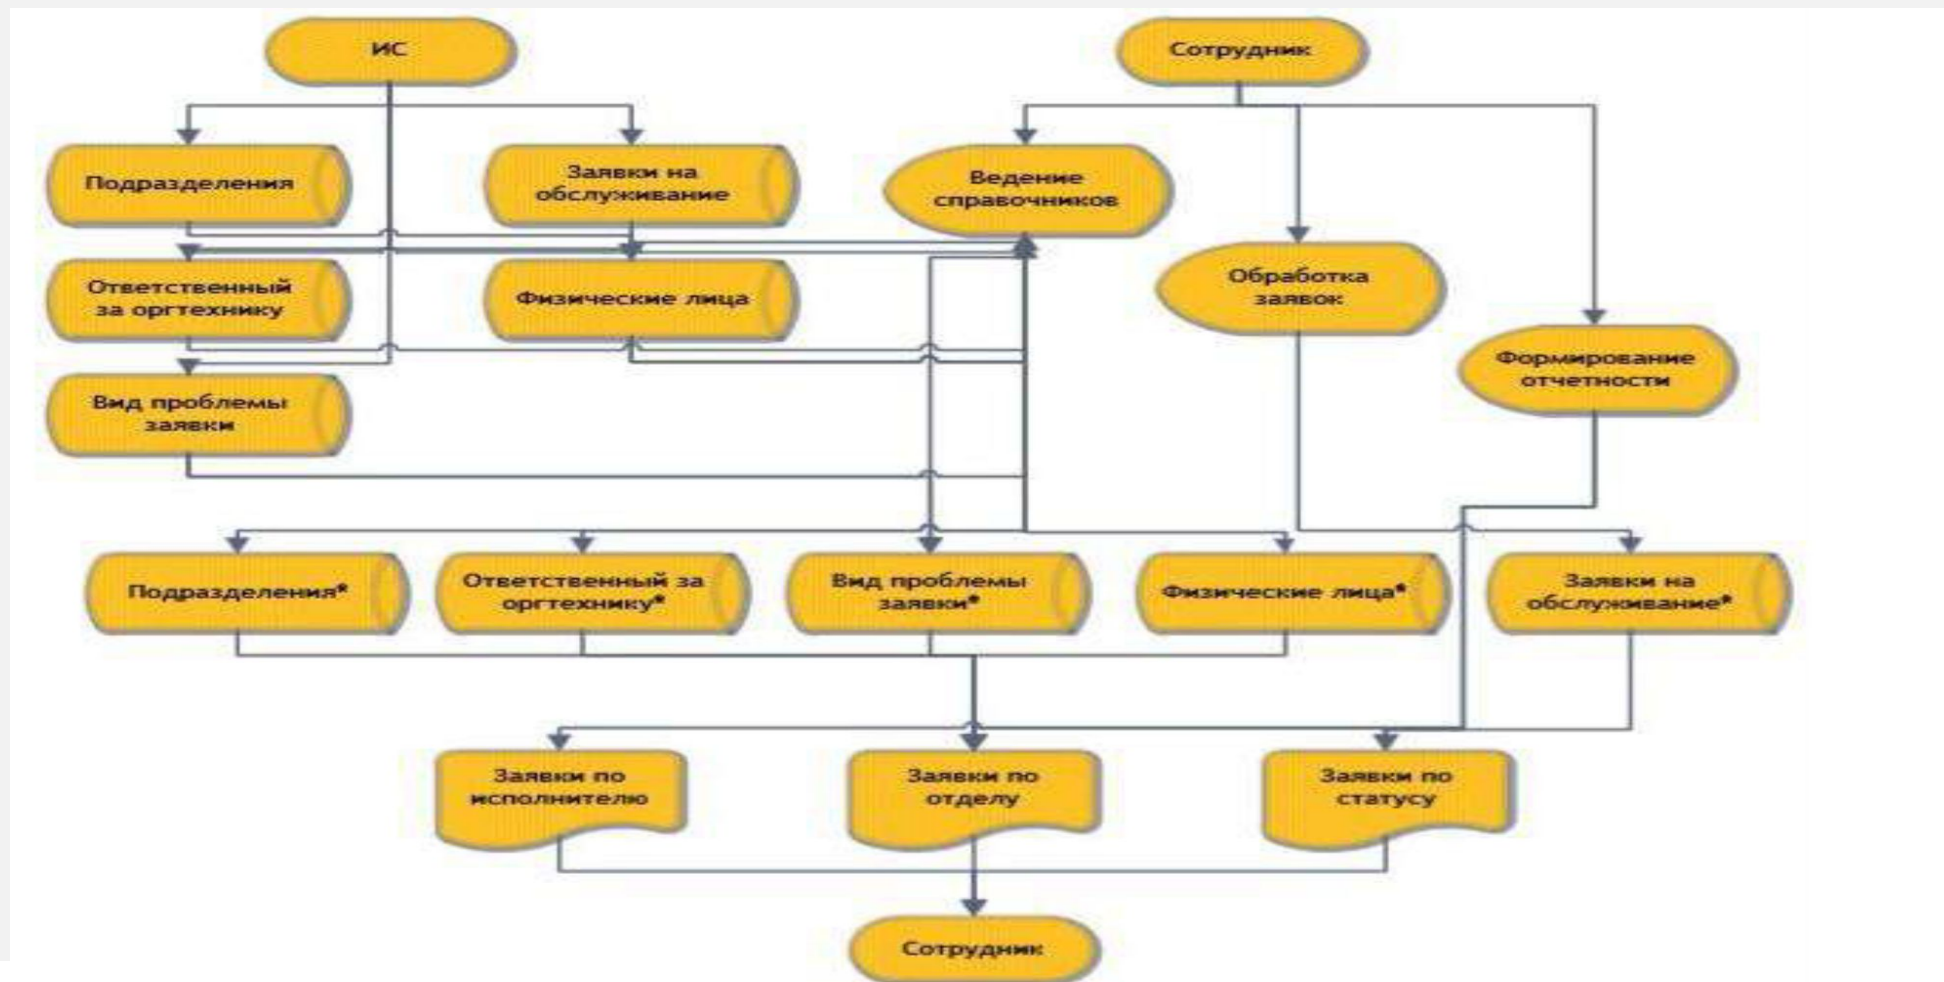 ИС
Сотрудник
Подразделения
Заявки на
обслуживание
Ведение
справочников
Ответственный
за оргтехнику
Физические лица
Обработка
заявок
Формирование
отчетности
Вид проблемы
заявки
Подразделения*
Ответственный за
оргтехнику*
Вид проблемы
заявки*
Физические лица*
Заявки на
обслуживание*
Заявки по
исполнителю
Заявки по
отделу
Заявки по
статусу
Сотрудник